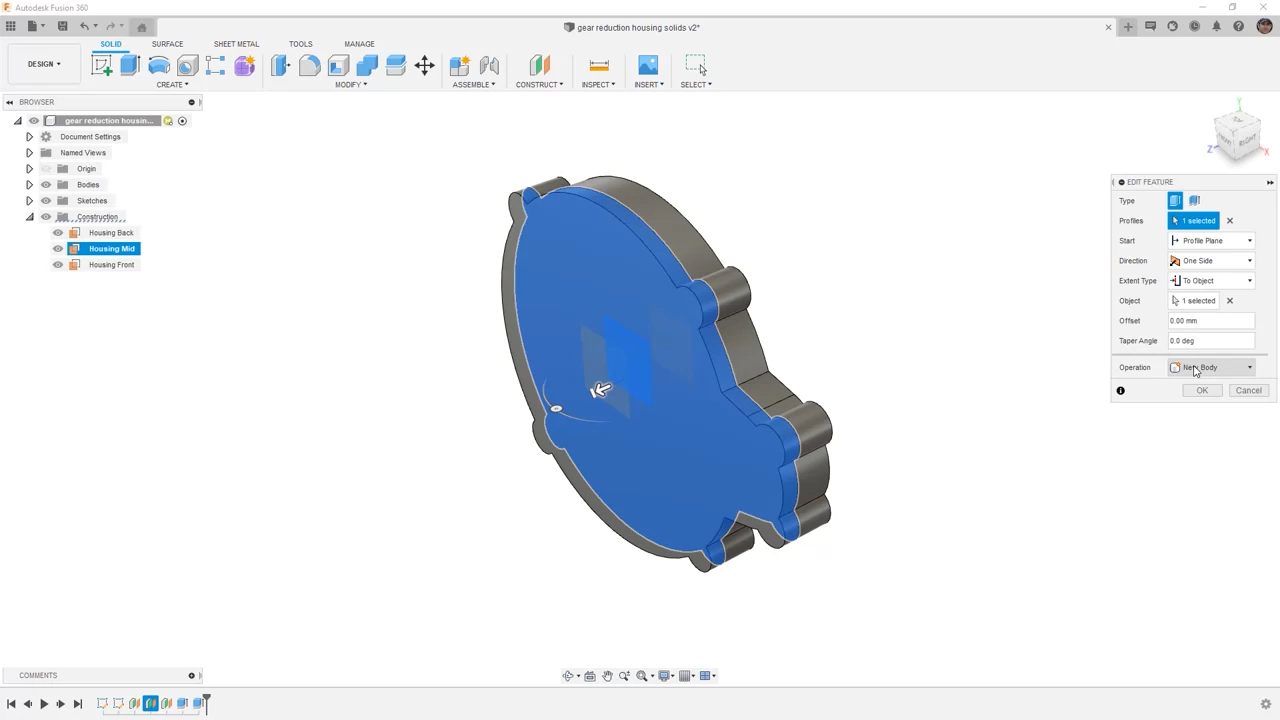 Autodesk Fusion 360
gear reduction housing solids v2*
DESIGN
SOLID SURFACE SHEET METAL TOOLS MANAGE
CREATE MODIFY ASSEMBLE CONSTRUCT INSPECT INSERT SELECT
BROWSER
gear reduction housin...
Document Settings
Named Views
Origin
Bodies
Sketches
Construction
Housing Back
Housing Mid
Housing Front
Y
RIGHT
Z
X
EDIT FEATURE
Type
Profiles 1 selected
Start Profile Plane
Direction One Side
Extent Type To Object
Object 1 selected
Offset 0.00 mm
Taper Angle 0.0 deg
Operation New Body
OK Cancel
COMMENTS